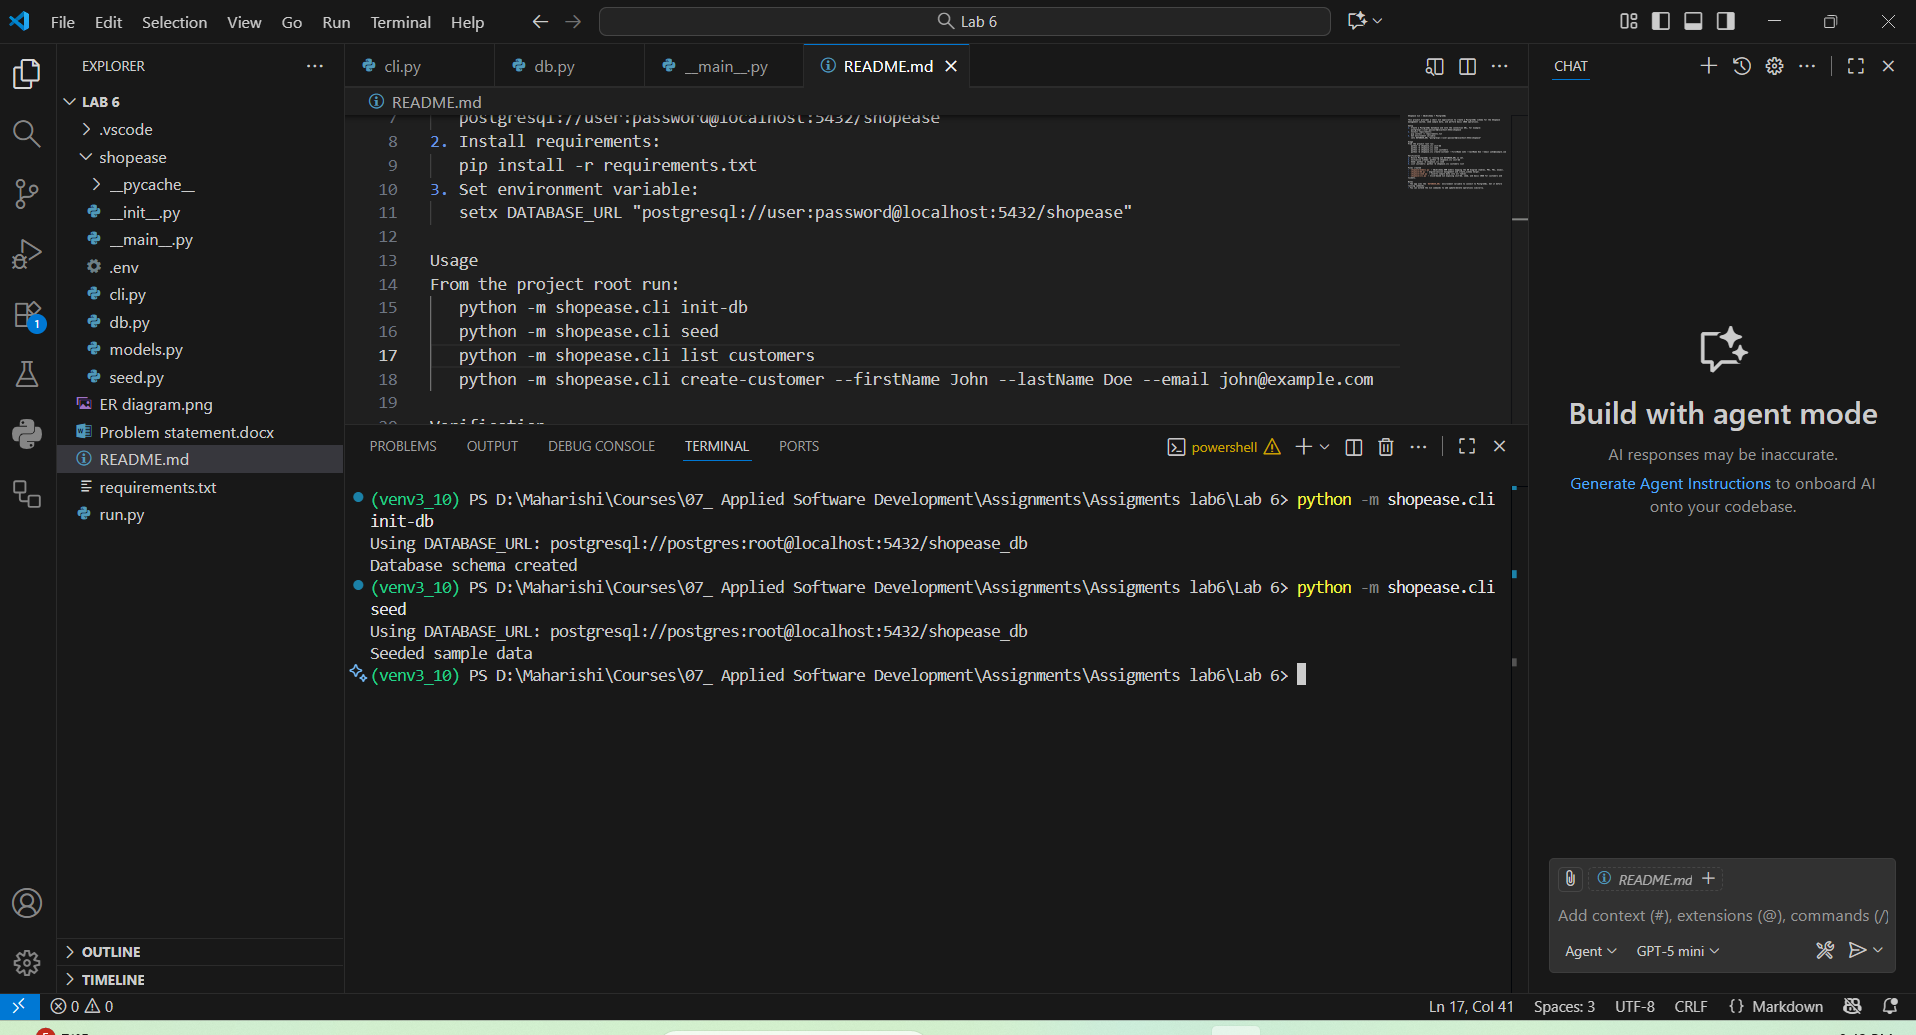 File Edit Selection View Go Run Terminal Help
Lab 6
EXPLORER
LAB 6
.vscode
shopease
__pycache__
__init__.py
__main__.py
.env
cli.py
db.py
models.py
seed.py
ER diagram.png
Problem statement.docx
README.md
requirements.txt
run.py
OUTLINE
TIMELINE
1
cli.py db.py __main__.py README.md
README.md
7 postgresql://user:password@localhost:5432/shopease
8 2. Install requirements:
9 pip install -r requirements.txt
10 3. Set environment variable:
11 setx DATABASE_URL "postgresql://user:password@localhost:5432/shopease"
12
13 Usage
14 From the project root run:
15 python -m shopease.cli init-db
16 python -m shopease.cli seed
17 python -m shopease.cli list customers
18 python -m shopease.cli create-customer --firstName John --lastName Doe --email john@example.com
19
20 Verification
PROBLEMS OUTPUT DEBUG CONSOLE TERMINAL PORTS
powershell
(venv3_10) PS D:\Maharishi\Courses\07_ Applied Software Development\Assignments\Assigments lab6\Lab 6> python -m shopease.cli
init-db
Using DATABASE_URL: postgresql://postgres:root@localhost:5432/shopease_db
Database schema created
(venv3_10) PS D:\Maharishi\Courses\07_ Applied Software Development\Assignments\Assigments lab6\Lab 6> python -m shopease.cli
seed
Using DATABASE_URL: postgresql://postgres:root@localhost:5432/shopease_db
Seeded sample data
(venv3_10) PS D:\Maharishi\Courses\07_ Applied Software Development\Assignments\Assigments lab6\Lab 6>
CHAT
Build with agent mode
AI responses may be inaccurate.
Generate Agent Instructions to onboard AI
onto your codebase.
README.md
Add context (#), extensions (@), commands (/)
Agent GPT-5 mini
0 0
Ln 17, Col 41 Spaces: 3 UTF-8 CRLF {} Markdown